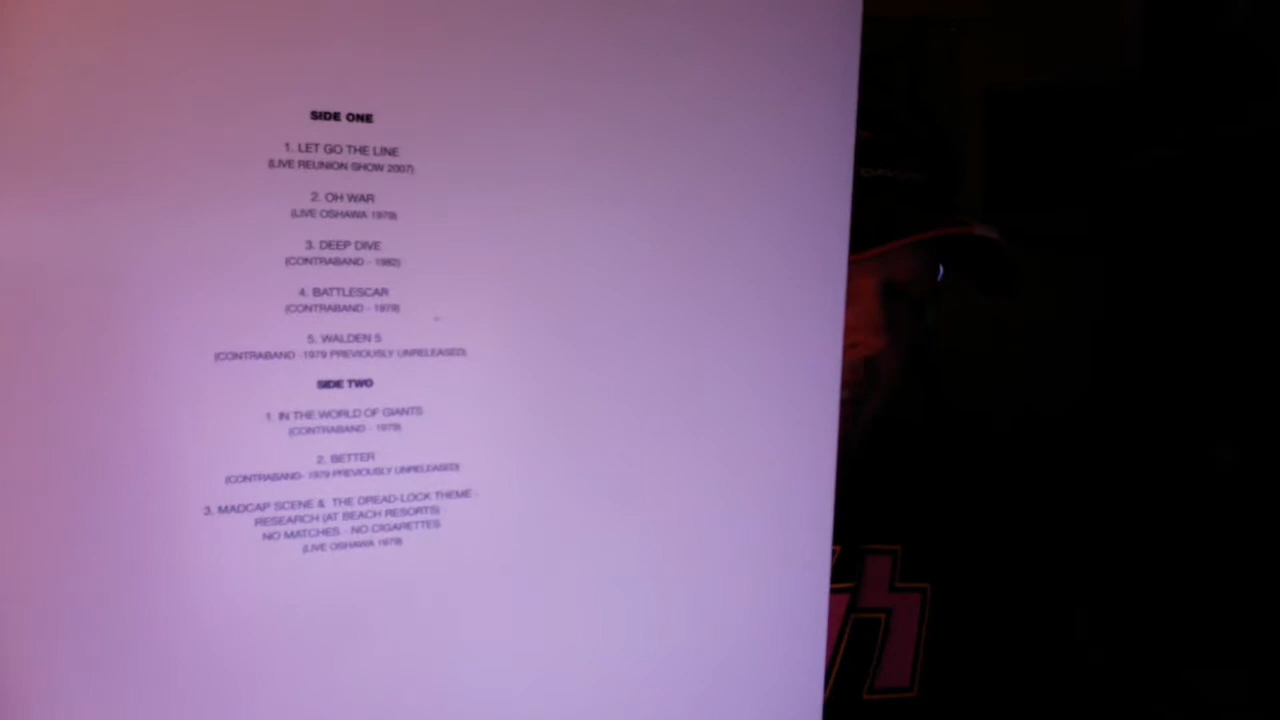 SIDE ONE
1. LET GO THE LINE
(LIVE REUNION SHOW 2007)
2. OH WAR
(LIVE OSHAWA 1979)
3. DEEP DIVE
(CONTRABAND - 1982)
4. BATTLESCAR
(CONTRABAND - 1979)
5. WALDEN 5
(CONTRABAND -1979 PREVIOUSLY UNRELEASED)
SIDE TWO
1. IN THE WORLD OF GIANTS
(CONTRABAND - 1979)
2. BETTER
(CONTRABAND- 1979 PREVIOUSLY UNRELEASED)
3. MADCAP SCENE & THE DREAD-LOCK THEME -
RESEARCH (AT BEACH RESORTS)
NO MATCHES - NO CIGARETTES
(LIVE OSHAWA 1979)